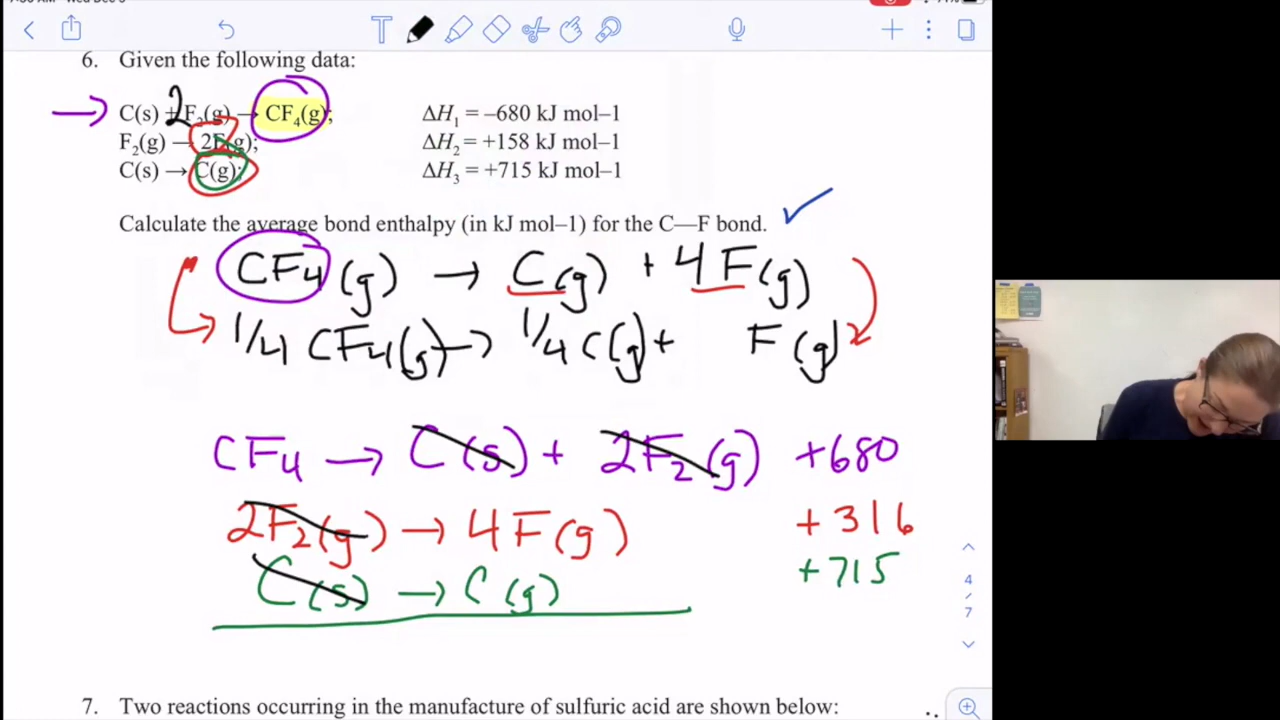 6. Given the following data:
C(s) + 2F₂(g) → CF₄(g); ΔH₁ = –680 kJ mol–1
F₂(g) → 2F(g); ΔH₂ = +158 kJ mol–1
C(s) → C(g); ΔH₃ = +715 kJ mol–1
Calculate the average bond enthalpy (in kJ mol–1) for the C—F bond.
CF4 (g) → C(g) + 4F(g)
1/4 CF4(g) → 1/4 C(g) + F(g)
CF4 → C(s) + 2F2(g) +680
2F2(g) → 4F(g) +316
C(s) → C(g) +715
4
/
7
7. Two reactions occurring in the manufacture of sulfuric acid are shown below: